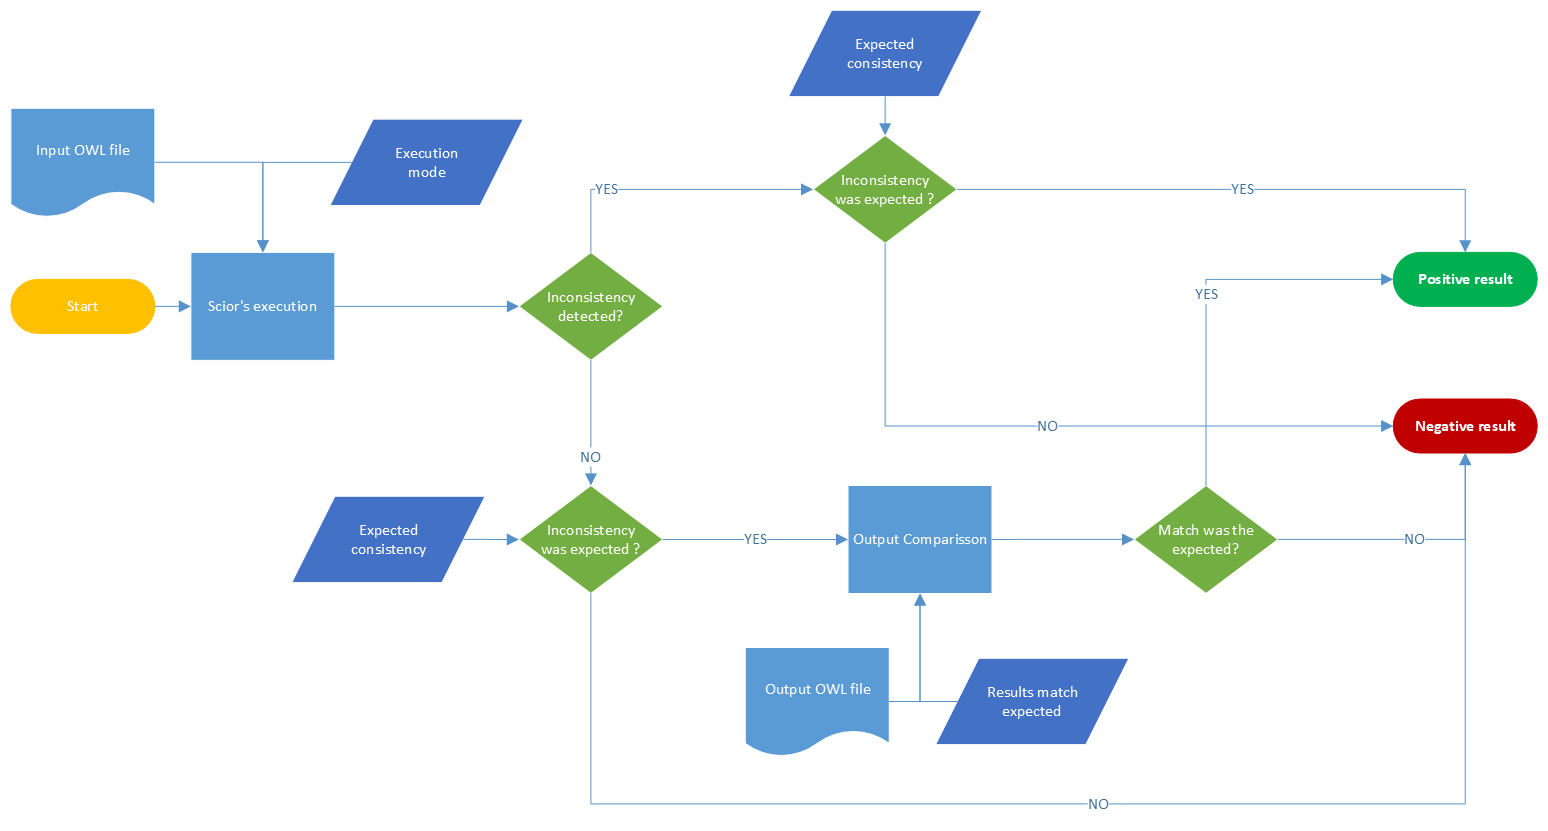 Expected
consistency
Input OWL file
Execution
mode
Inconsistency
was expected ?
YES
YES
Start
Scior's execution
Inconsistency
detected?
Positive result
YES
NO
Negative result
NO
Expected
consistency
Inconsistency
was expected ?
YES
Output Comparisson
Match was the
expected?
NO
Output OWL file
Results match
expected
NO